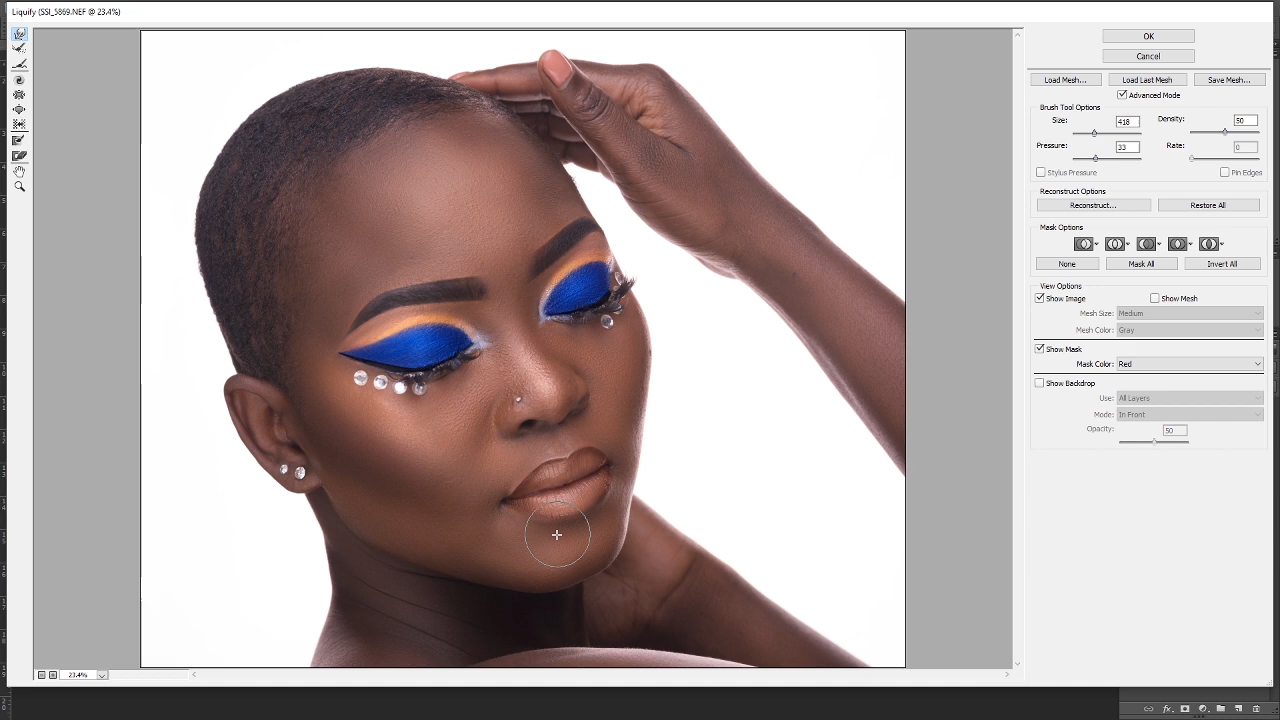 Liquify (SSI_5869.NEF @ 23.4%)
OK
Cancel
Load Mesh...
Load Last Mesh
Save Mesh...
Advanced Mode
Brush Tool Options
Size: 418
Density: 50
Pressure: 33
Rate: 0
Stylus Pressure
Pin Edges
Reconstruct Options
Reconstruct...
Restore All
Mask Options
None
Mask All
Invert All
View Options
Show Image
Show Mesh
Mesh Size: Medium
Mesh Color: Gray
Show Mask
Mask Color: Red
Show Backdrop
Use: All Layers
Mode: In Front
Opacity: 50
23.4%
fx